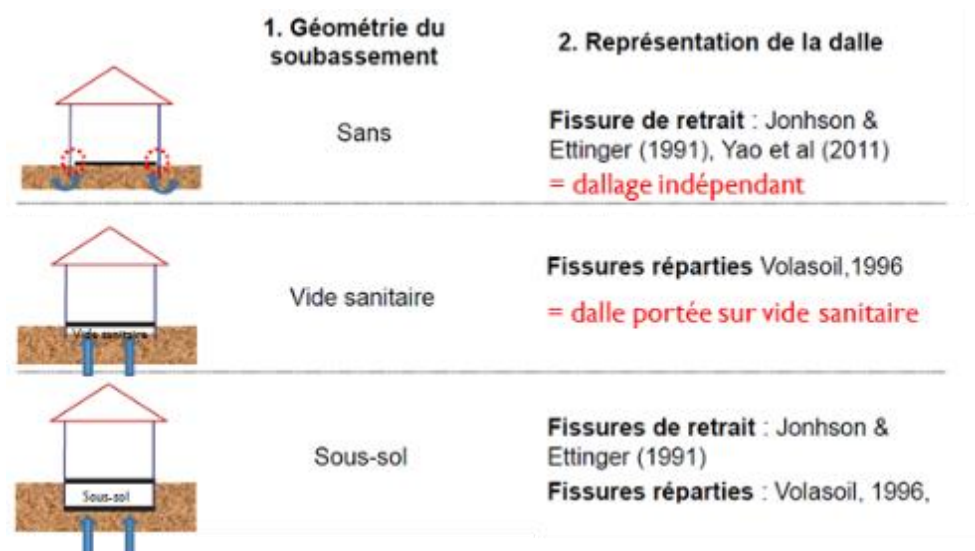 1. Géométrie du
soubassement
2. Représentation de la dalle
Sans
Fissure de retrait : Jonhson &
Ettinger (1991), Yao et al (2011)
= dallage indépendant
Vide sanitaire
Vide sanitaire
Fissures réparties Volasoil,1996
= dalle portée sur vide sanitaire
Sous-sol
Sous-sol
Fissures de retrait : Jonhson &
Ettinger (1991)
Fissures réparties : Volasoil, 1996,